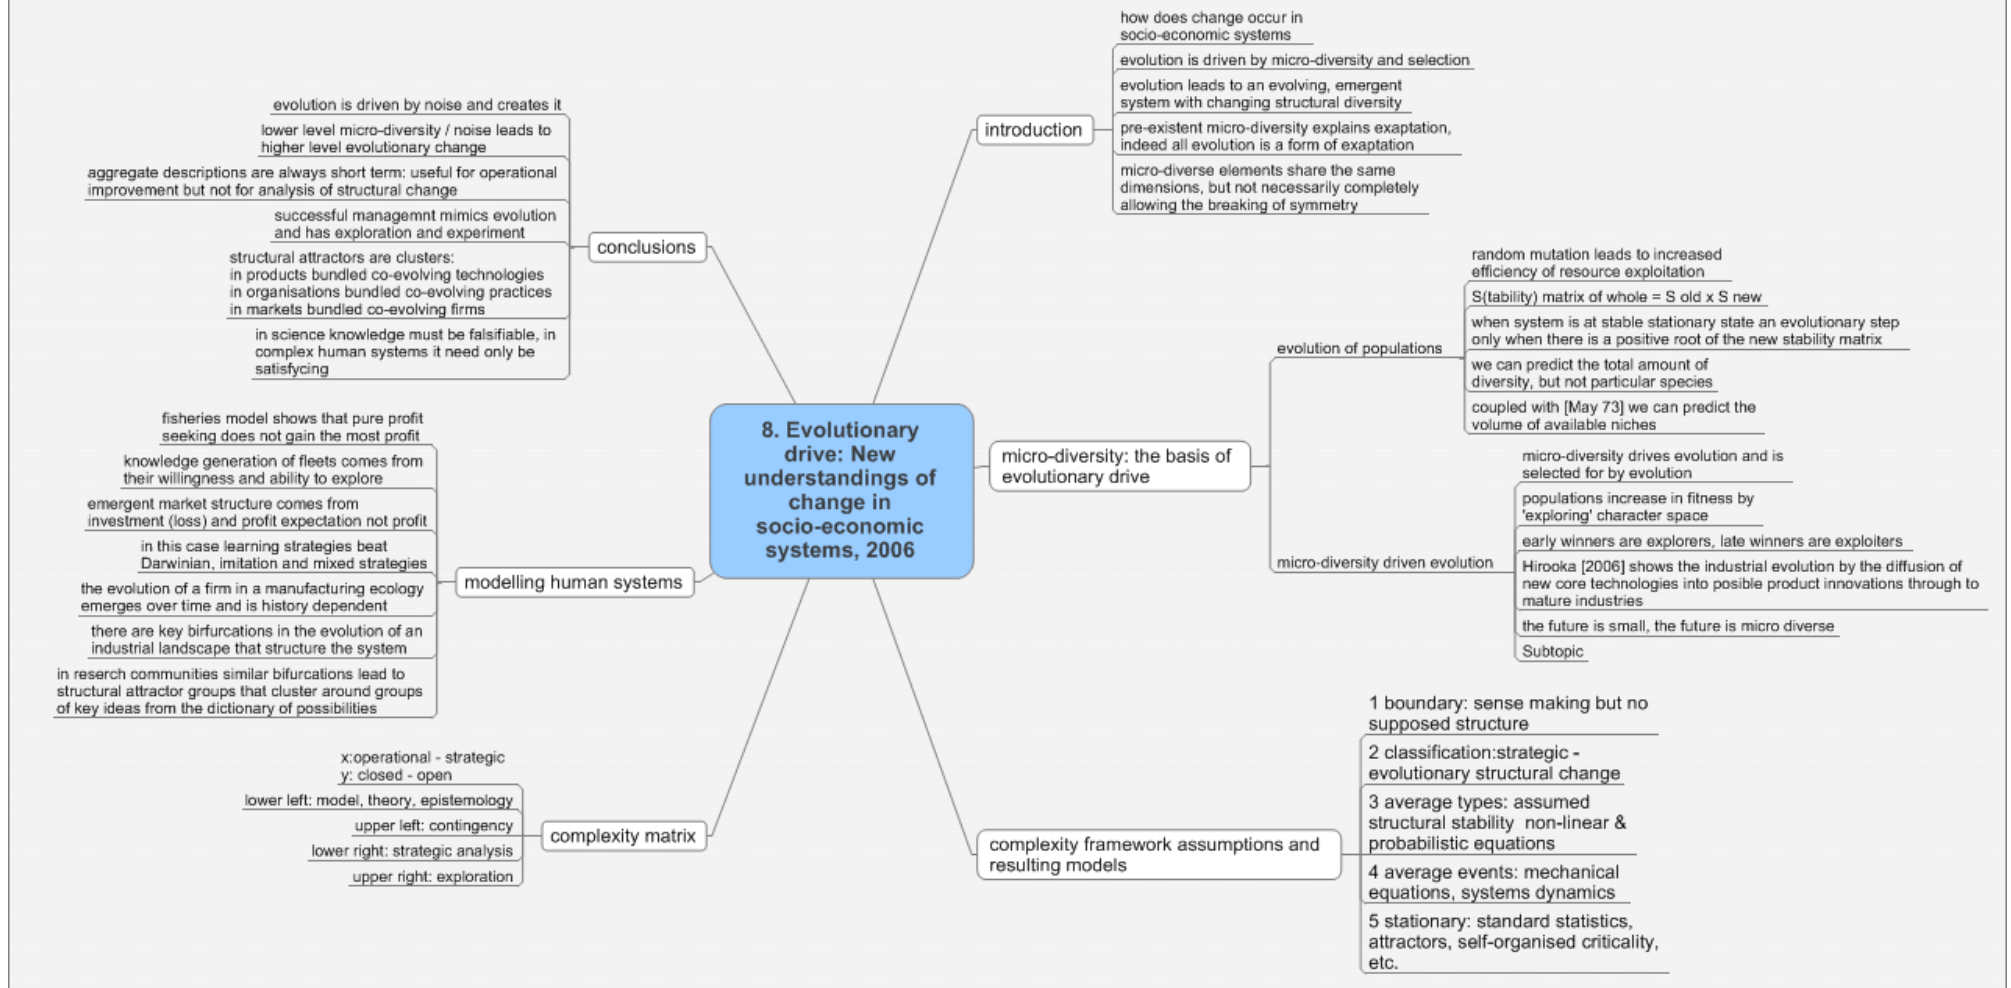 8. Evolutionary
drive: New
understandings of
change in
socio-economic
systems, 2006
introduction
how does change occur in
socio-economic systems
evolution is driven by micro-diversity and selection
evolution leads to an evolving, emergent
system with changing structural diversity
pre-existent micro-diversity explains exaptation,
indeed all evolution is a form of exaptation
micro-diverse elements share the same
dimensions, but not necessarily completely
allowing the breaking of symmetry
micro-diversity: the basis of
evolutionary drive
evolution of populations
random mutation leads to increased
efficiency of resource exploitation
S(tability) matrix of whole = S old x S new
when system is at stable stationary state an evolutionary step
only when there is a positive root of the new stability matrix
we can predict the total amount of
diversity, but not particular species
coupled with [May 73] we can predict the
volume of available niches
micro-diversity driven evolution
micro-diversity drives evolution and is
selected for by evolution
populations increase in fitness by
'exploring' character space
early winners are explorers, late winners are exploiters
Hirooka [2006] shows the industrial evolution by the diffusion of
new core technologies into posible product innovations through to
mature industries
the future is small, the future is micro diverse
Subtopic
complexity framework assumptions and
resulting models
1 boundary: sense making but no
supposed structure
2 classification:strategic -
evolutionary structural change
3 average types: assumed
structural stability  non-linear &
probabilistic equations
4 average events: mechanical
equations, systems dynamics
5 stationary: standard statistics,
attractors, self-organised criticality,
etc.
complexity matrix
x:operational - strategic
y: closed - open
lower left: model, theory, epistemology
upper left: contingency
lower right: strategic analysis
upper right: exploration
modelling human systems
fisheries model shows that pure profit
seeking does not gain the most profit
knowledge generation of fleets comes from
their willingness and ability to explore
emergent market structure comes from
investment (loss) and profit expectation not profit
in this case learning strategies beat
Darwinian, imitation and mixed strategies
the evolution of a firm in a manufacturing ecology
emerges over time and is history dependent
there are key birfurcations in the evolution of an
industrial landscape that structure the system
in reserch communities similar bifurcations lead to
structural attractor groups that cluster around groups
of key ideas from the dictionary of possibilities
conclusions
evolution is driven by noise and creates it
lower level micro-diversity / noise leads to
higher level evolutionary change
aggregate descriptions are always short term: useful for operational
improvement but not for analysis of structural change
successful managemnt mimics evolution
and has exploration and experiment
structural attractors are clusters:
in products bundled co-evolving technologies
in organisations bundled co-evolving practices
in markets bundled co-evolving firms
in science knowledge must be falsifiable, in
complex human systems it need only be
satisfycing